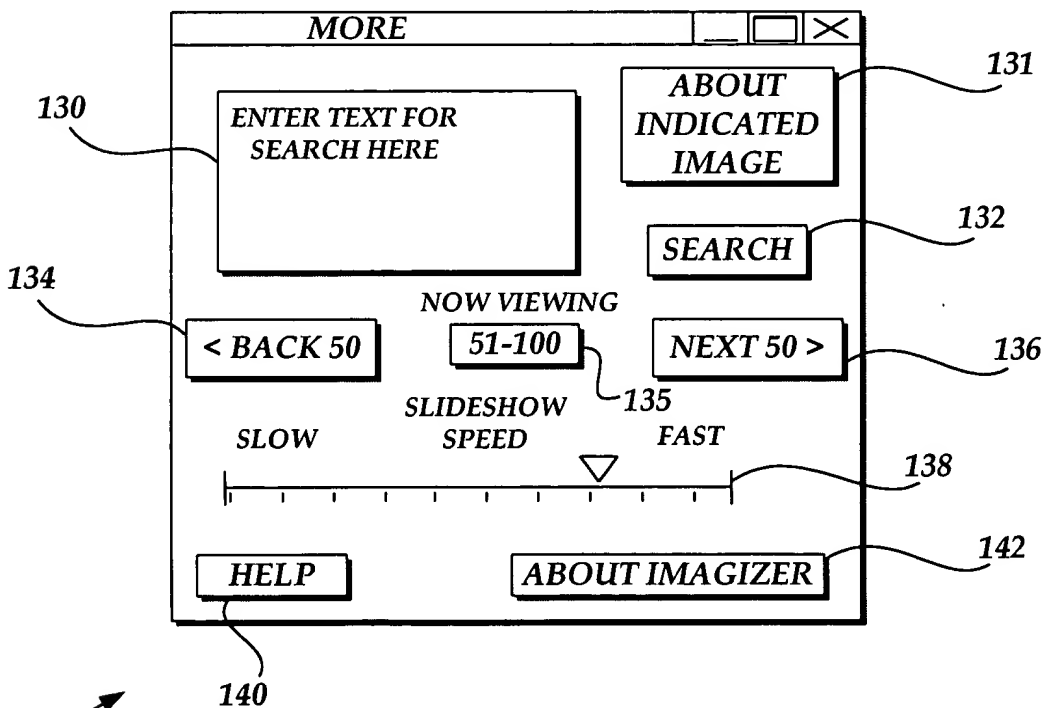 MORE
131
ABOUT
INDICATED
IMAGE
130
ENTER TEXT FOR
SEARCH HERE
132
SEARCH
134
NOW VIEWING
< BACK 50
51-100
NEXT 50 >
136
135
SLIDESHOW
SPEED
SLOW
FAST
138
142
HELP
ABOUT IMAGIZER
140